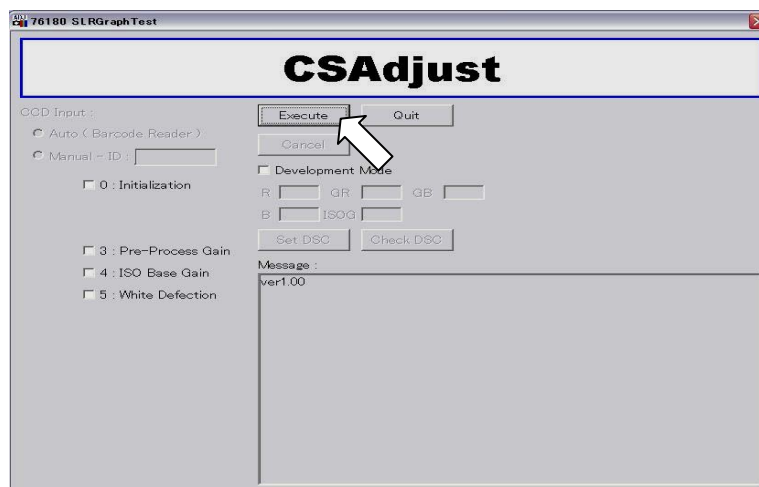 76180 SLRGraphTest
CSAdjust
CCD Input :
Auto ( Barcode Reader )
Manual - ID :
0 : Initialization
3 : Pre-Process Gain
4 : ISO Base Gain
5 : White Defection
Execute Quit
Cancel
Development Mode
R GR GB
B ISOG
Set DSC Check DSC
Message :
ver1.00